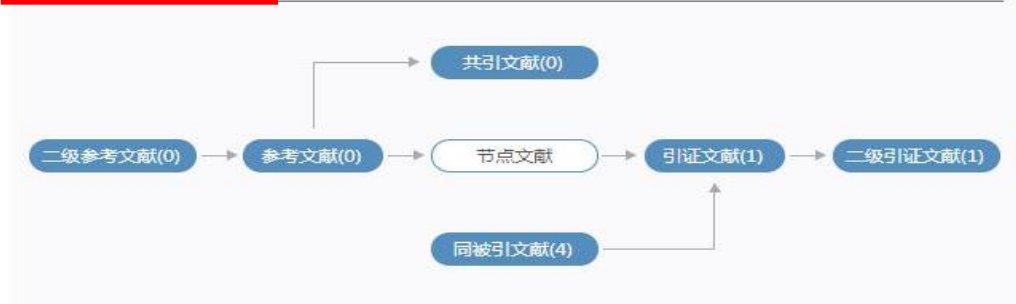 共引文献(0)
二级参考文献(0)
参考文献(0)
节点文献
引证文献(1)
二级引证文献(1)
同被引文献(4)